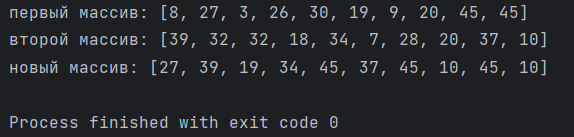 первый массив: [8, 27, 3, 26, 30, 19, 9, 20, 45, 45]
второй массив: [39, 32, 32, 18, 34, 7, 28, 20, 37, 10]
новый массив: [27, 39, 19, 34, 45, 37, 45, 10, 45, 10]
Process finished with exit code 0